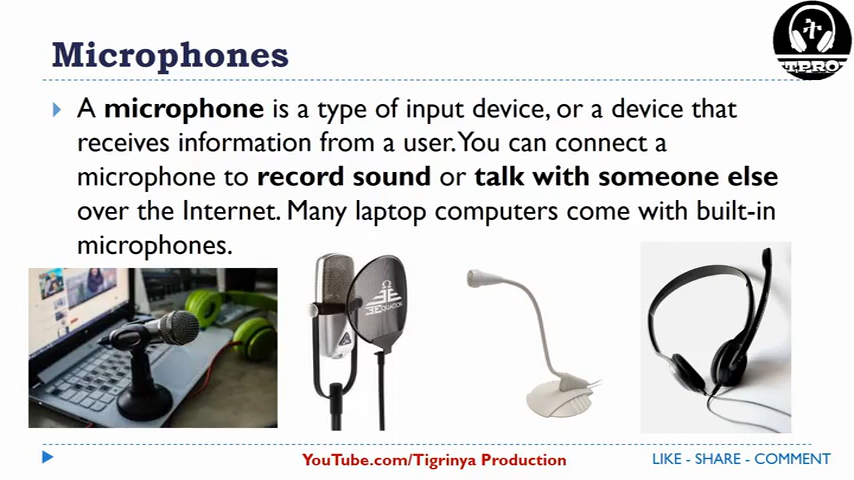 Microphones
A microphone is a type of input device, or a device that
receives information from a user. You can connect a
microphone to record sound or talk with someone else
over the Internet. Many laptop computers come with built-in
microphones.
YouTube.com/Tigrinya Production
LIKE - SHARE - COMMENT